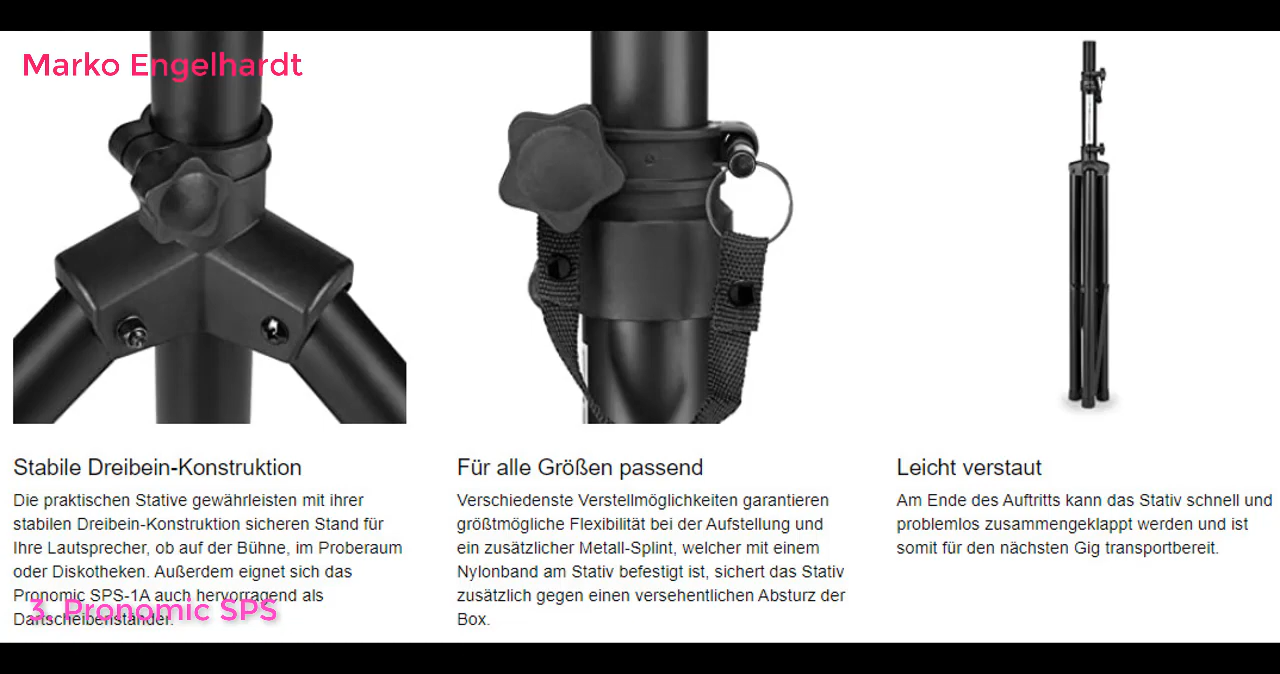 Marko Engelhardt
Stabile Dreibein-Konstruktion
Die praktischen Stative gewährleisten mit ihrer
stabilen Dreibein-Konstruktion sicheren Stand für
Ihre Lautsprecher, ob auf der Bühne, im Proberaum
oder Diskotheken. Außerdem eignet sich das
Pronomic SPS-1A auch hervorragend als
Dartscheibenständer.
3. Pronomic SPS
Für alle Größen passend
Verschiedenste Verstellmöglichkeiten garantieren
größtmögliche Flexibilität bei der Aufstellung und
ein zusätzlicher Metall-Splint, welcher mit einem
Nylonband am Stativ befestigt ist, sichert das Stativ
zusätzlich gegen einen versehentlichen Absturz der
Box.
Leicht verstaut
Am Ende des Auftritts kann das Stativ schnell und
problemlos zusammengeklappt werden und ist
somit für den nächsten Gig transportbereit.